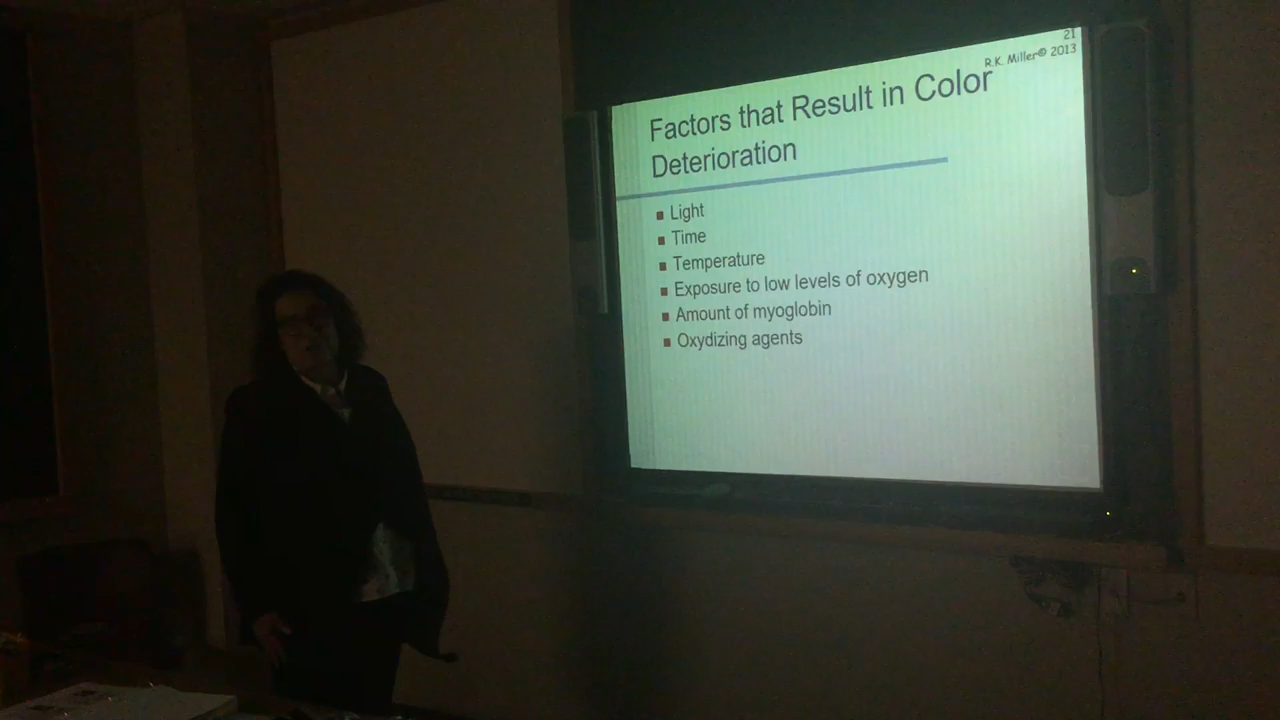 21
R.K. Miller© 2013
Factors that Result in Color
Deterioration
Light
Time
Temperature
Exposure to low levels of oxygen
Amount of myoglobin
Oxydizing agents